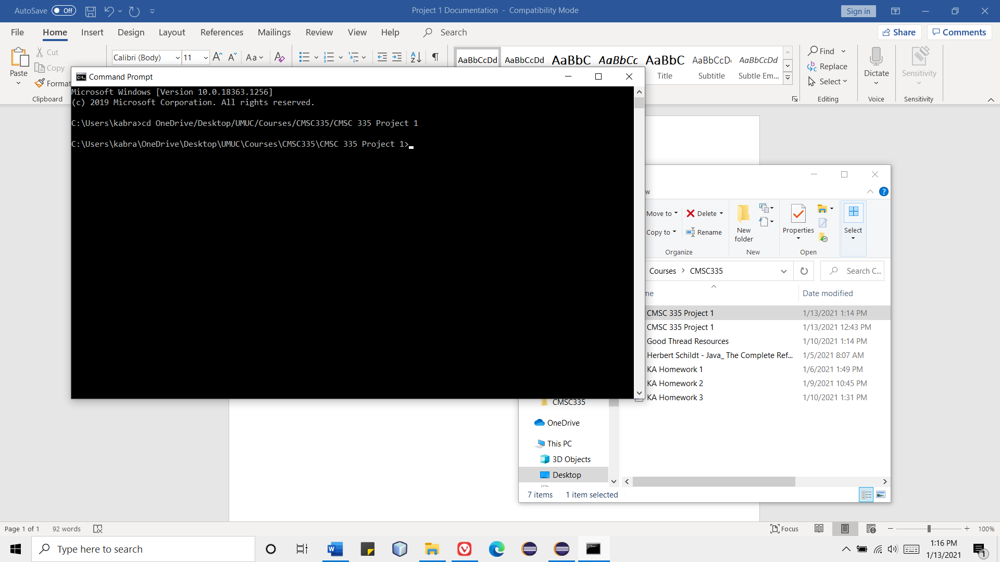 AutoSave Off
Project 1 Documentation - Compatibility Mode
Sign in
File Home Insert Design Layout References Mailings Review View Help Search
Share Comments
Paste
Cut
Copy
Format
Clipboard
Calibri (Body) 11
Aa
AaBbCcDd AaBbCcDd AaBbC AaBbCc AaBbC AaBbCcD AaBbCcDd
Title Subtitle Subtle Em...
Find
Replace
Select
Editing
Dictate
Voice
Sensitivity
Sensitivity
Command Prompt
Microsoft Windows [Version 10.0.18363.1256]
(c) 2019 Microsoft Corporation. All rights reserved.
C:\Users\kabra>cd OneDrive/Desktop/UMUC/Courses/CMSC335/CMSC 335 Project 1
C:\Users\kabra\OneDrive\Desktop\UMUC\Courses\CMSC335\CMSC 335 Project 1>
w
Move to
Copy to
Delete
Rename
Organize
New folder
New
Properties
Open
Select
Courses > CMSC335
Search C...
me Date modified
CMSC 335 Project 1 1/13/2021 1:14 PM
CMSC 335 Project 1 1/13/2021 12:43 PM
Good Thread Resources 1/10/2021 1:14 PM
Herbert Schildt - Java_ The Complete Ref... 1/5/2021 8:07 AM
KA Homework 1 1/6/2021 1:49 PM
KA Homework 2 1/9/2021 10:45 PM
KA Homework 3 1/10/2021 1:31 PM
CMSC335
OneDrive
This PC
3D Objects
Desktop
7 items 1 item selected
Page 1 of 1 92 words
Focus
100%
Type here to search
1:16 PM
1/13/2021
1